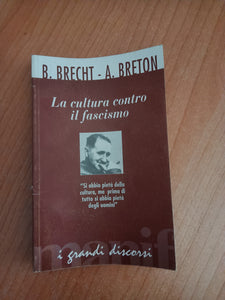 B. BRECHT - A. BRETON
La cultura contro
il fascismo
"Si abbia pietà della
cultura, ma prima di
tutto si abbia pietà
degli uomini"
manif
i grandi discorsi